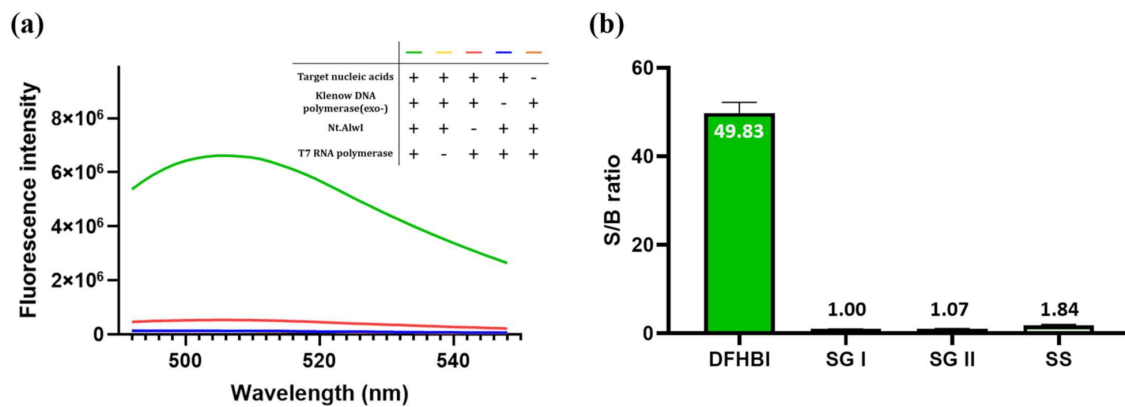 (a)
Target nucleic acids + + + + -
Klenow DNA
polymerase(exo-) + + + - +
Nt.AlwI + + - + +
T7 RNA polymerase + - + + +
Fluorescence intensity
8×10⁶
6×10⁶
4×10⁶
2×10⁶
0
500 520 540
Wavelength (nm)
(b)
S/B ratio
60
40
20
0
49.83
1.00
1.07
1.84
DFHBI SG I SG II SS